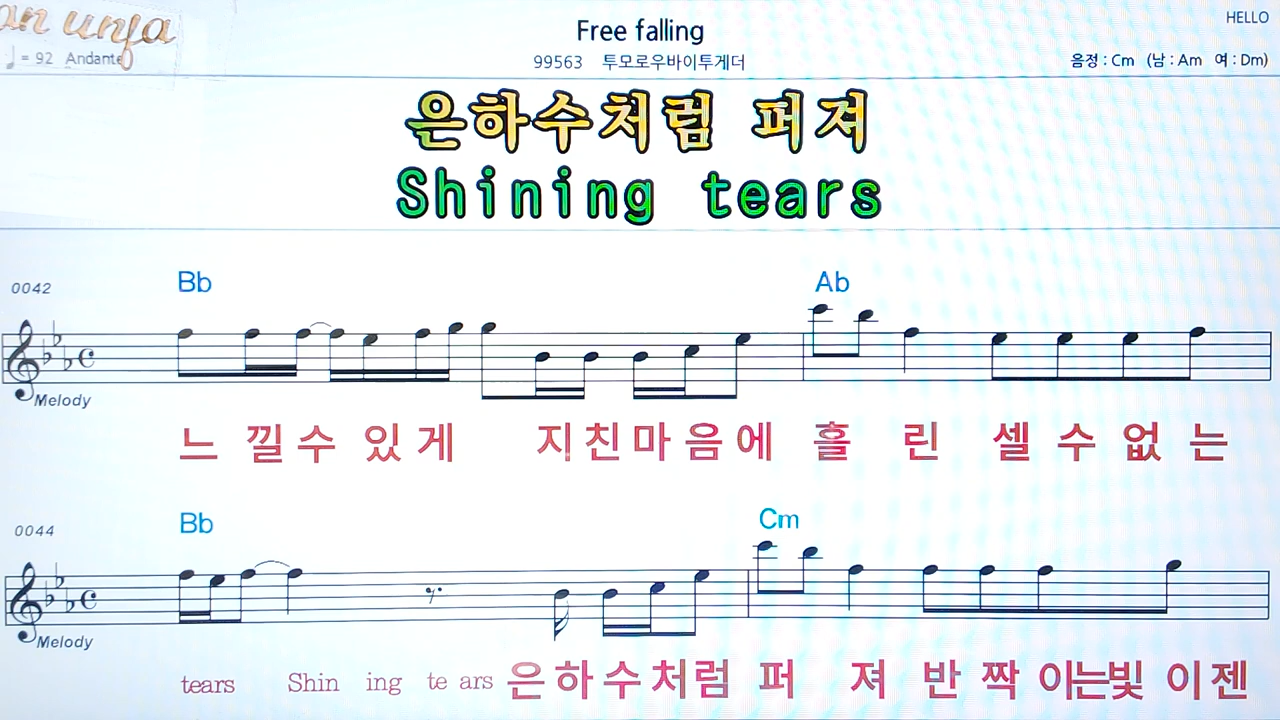 HELLO
an unja
Free falling
♩= 92 Andante
99563 투모로우바이투게더
음정 : Cm (남 : Am 여 : Dm)
은하수처럼 퍼져
Shining tears
0042 Bb Ab
Melody
느 낄 수 있 게 지 친 마 음 에 흘 린 셀 수 없 는
0044 Bb Cm
Melody
tears Shin ing te ars 은 하 수 처 럼 퍼 져 반 짝 이는빛 이 젠